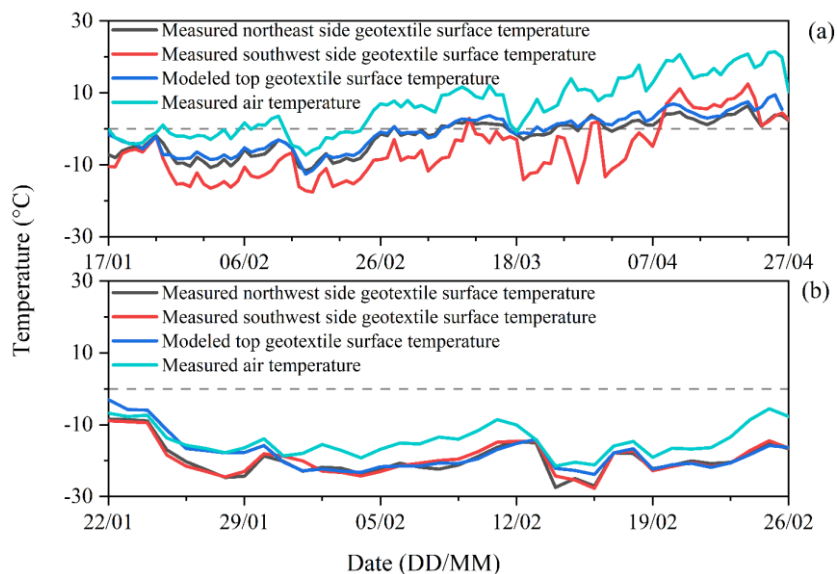 30
(a)
Measured northeast side geotextile surface temperature
Measured southwest side geotextile surface temperature
Modeled top geotextile surface temperature
Measured air temperature
10
-10
-30
17/01 06/02 26/02 18/03 07/04 27/04
Temperature (°C)
30
(b)
Measured northwest side geotextile surface temperature
Measured southwest side geotextile surface temperature
Modeled top geotextile surface temperature
Measured air temperature
10
-10
-30
22/01 29/01 05/02 12/02 19/02 26/02
Date (DD/MM)